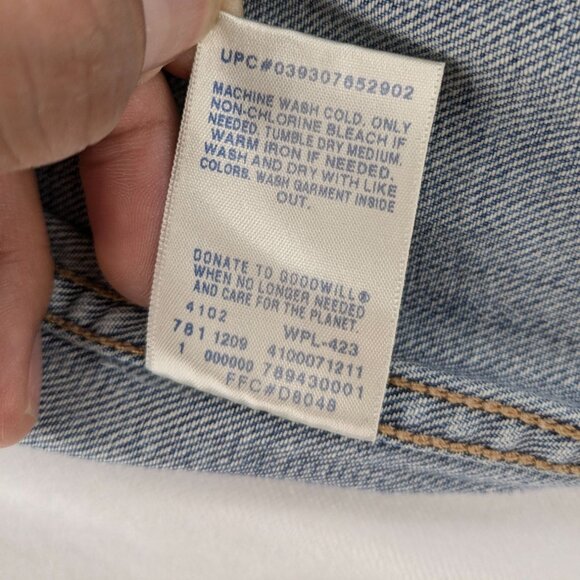 UPC#039307852902
MACHINE WASH COLD. ONLY
NON-CHLORINE BLEACH IF
NEEDED. TUMBLE DRY MEDIUM.
WARM IRON IF NEEDED.
WASH AND DRY WITH LIKE
COLORS. WASH GARMENT INSIDE
OUT.
DONATE TO GOODWILL®
WHEN NO LONGER NEEDED
AND CARE FOR THE PLANET.
4102 WPL-423
781 1209 4100071211
1 000000 789430001
FFC#D8048